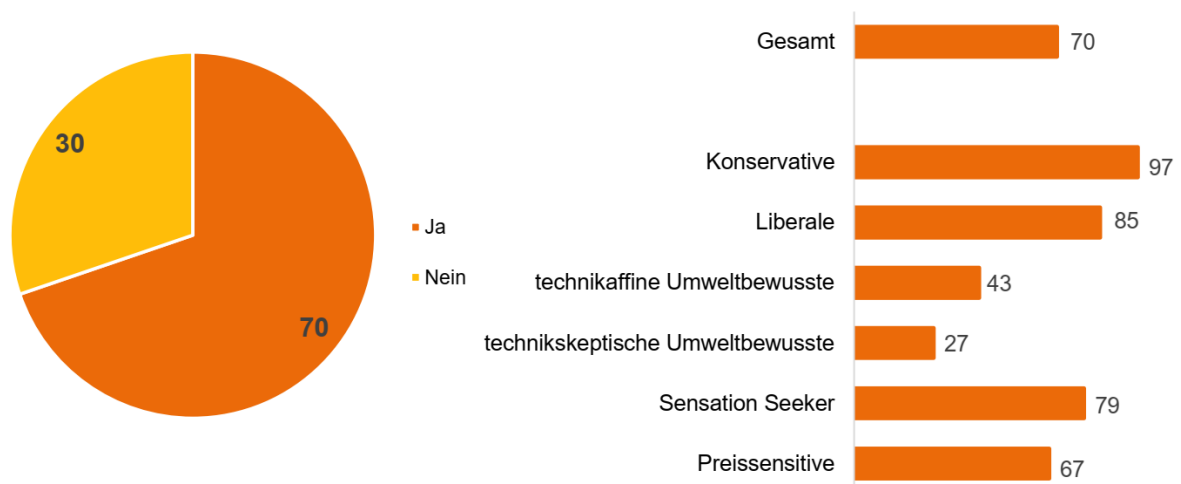 30
70
Ja
Nein
Gesamt 70
Konservative 97
Liberale 85
technikaffine Umweltbewusste 43
technikskeptische Umweltbewusste 27
Sensation Seeker 79
Preissensitive 67